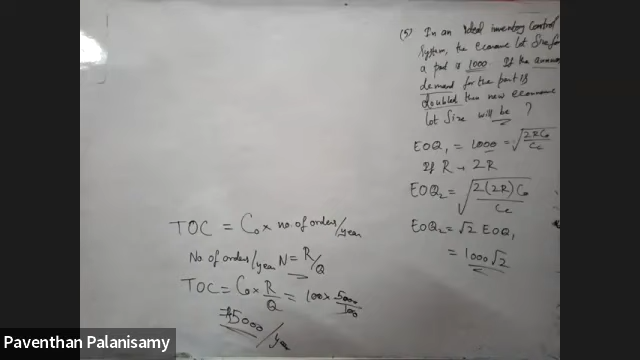 (5) In an ideal inventory control
System, the economic lot size for
a part is 1000. If the annual
demand for the part is
doubled then new economic
lot size will be ?
EOQ₁ = 1000 = √(2RC₀/Cc)
If R → 2R
EOQ₂ = √(2(2R)C₀/Cc)
EOQ₂ = √2 EOQ₁
= 1000√2
TOC = C₀ × no. of orders/year
No of orders/year N = R/Q
TOC = C₀ × R/Q = 100 × 5000/100
= 5000/year
Paventhan Palanisamy